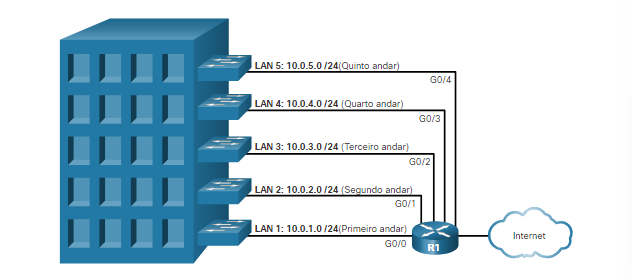 LAN 5: 10.0.5.0 /24(Quinto andar)
G0/4
LAN 4: 10.0.4.0 /24 (Quarto andar)
G0/3
LAN 3: 10.0.3.0 /24 (Terceiro andar)
G0/2
LAN 2: 10.0.2.0 /24 (Segundo andar)
G0/1
LAN 1: 10.0.1.0 /24(Primeiro andar)
G0/0
R1
Internet